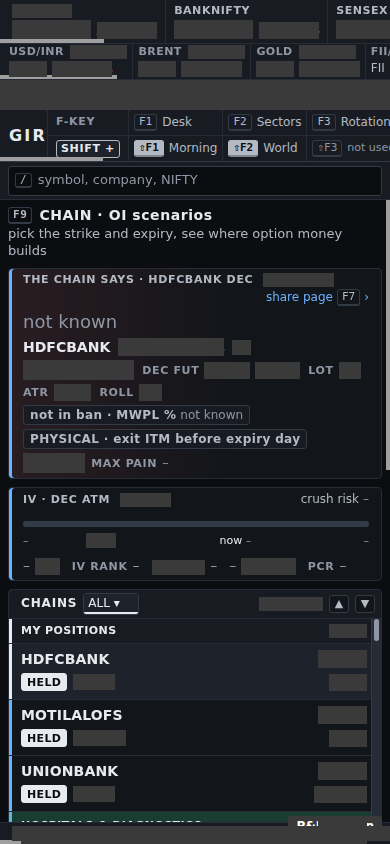 BANKNIFTY SENSEX
USD/INR BRENT GOLD FII/
FII
GIR F-KEY F1 Desk F2 Sectors F3 Rotation
SHIFT + ⇧F1 Morning ⇧F2 World ⇧F3 not used
/ symbol, company, NIFTY
F9 CHAIN · OI scenarios
pick the strike and expiry, see where option money
builds
THE CHAIN SAYS · HDFCBANK DEC
share page F7 ›
not known
HDFCBANK
DEC FUT LOT
ATR ROLL
not in ban · MWPL % not known
PHYSICAL · exit ITM before expiry day
MAX PAIN –
IV · DEC ATM crush risk –
– now – –
– IV RANK – – – PCR –
CHAINS ALL ▾ ▲ ▼
MY POSITIONS
HDFCBANK
HELD
MOTILALOFS
HELD
UNIONBANK
HELD
HOSPITALS & DIAGNOSTICS